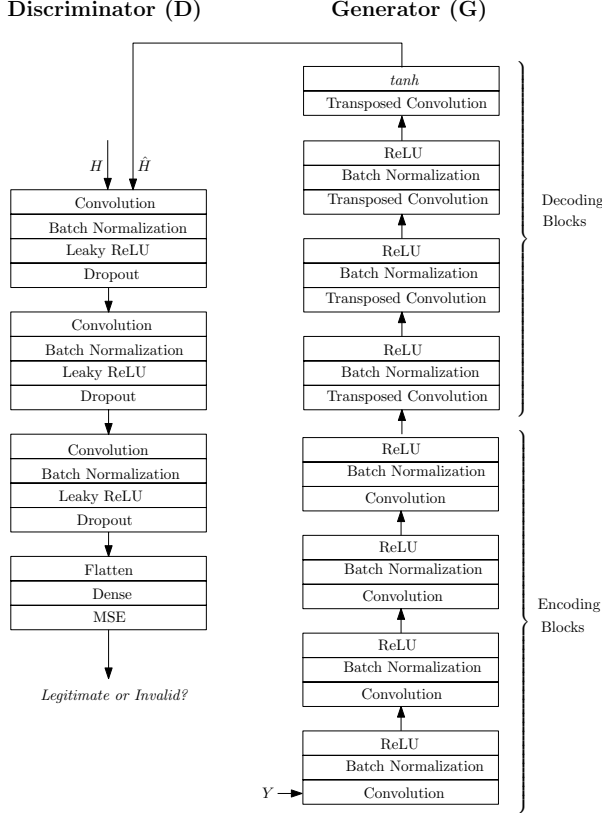 Discriminator (D)
Generator (G)
H
Ĥ
Convolution
Batch Normalization
Leaky ReLU
Dropout
Convolution
Batch Normalization
Leaky ReLU
Dropout
Convolution
Batch Normalization
Leaky ReLU
Dropout
Flatten
Dense
MSE
Legitimate or Invalid?
tanh
Transposed Convolution
ReLU
Batch Normalization
Transposed Convolution
ReLU
Batch Normalization
Transposed Convolution
ReLU
Batch Normalization
Transposed Convolution
Decoding
Blocks
ReLU
Batch Normalization
Convolution
ReLU
Batch Normalization
Convolution
ReLU
Batch Normalization
Convolution
ReLU
Batch Normalization
Y
Convolution
Encoding
Blocks